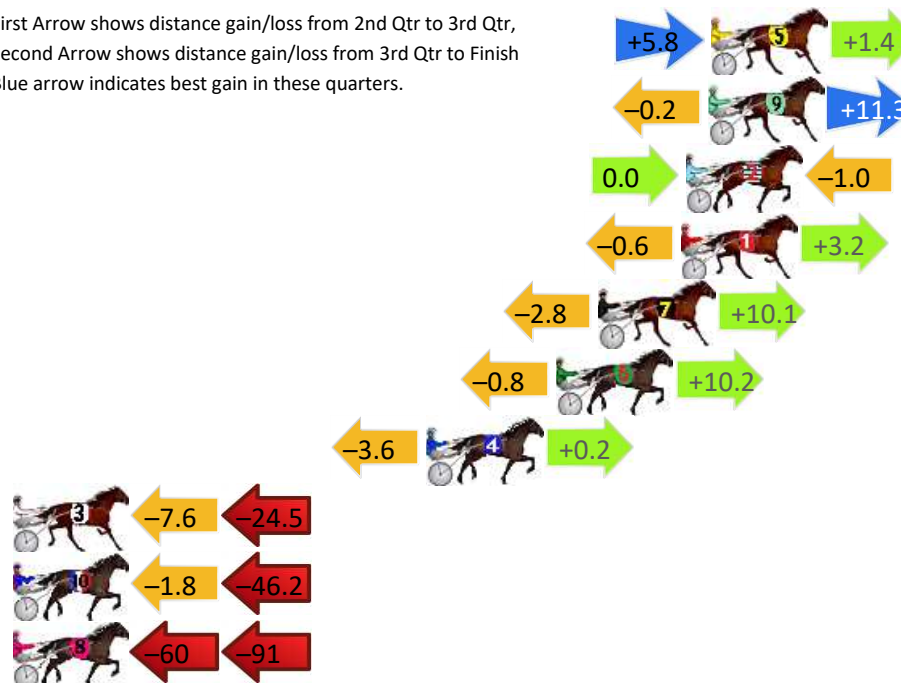 irst Arrow shows distance gain/loss from 2nd Qtr to 3rd Qtr,
econd Arrow shows distance gain/loss from 3rd Qtr to Finish
lue arrow indicates best gain in these quarters.
+5.8 5 +1.4
–0.2 9 +11.3
0.0 2 –1.0
–0.6 1 +3.2
–2.8 7 +10.1
–0.8 6 +10.2
–3.6 4 +0.2
3 –7.6 –24.5
10 –1.8 –46.2
8 –60 –91